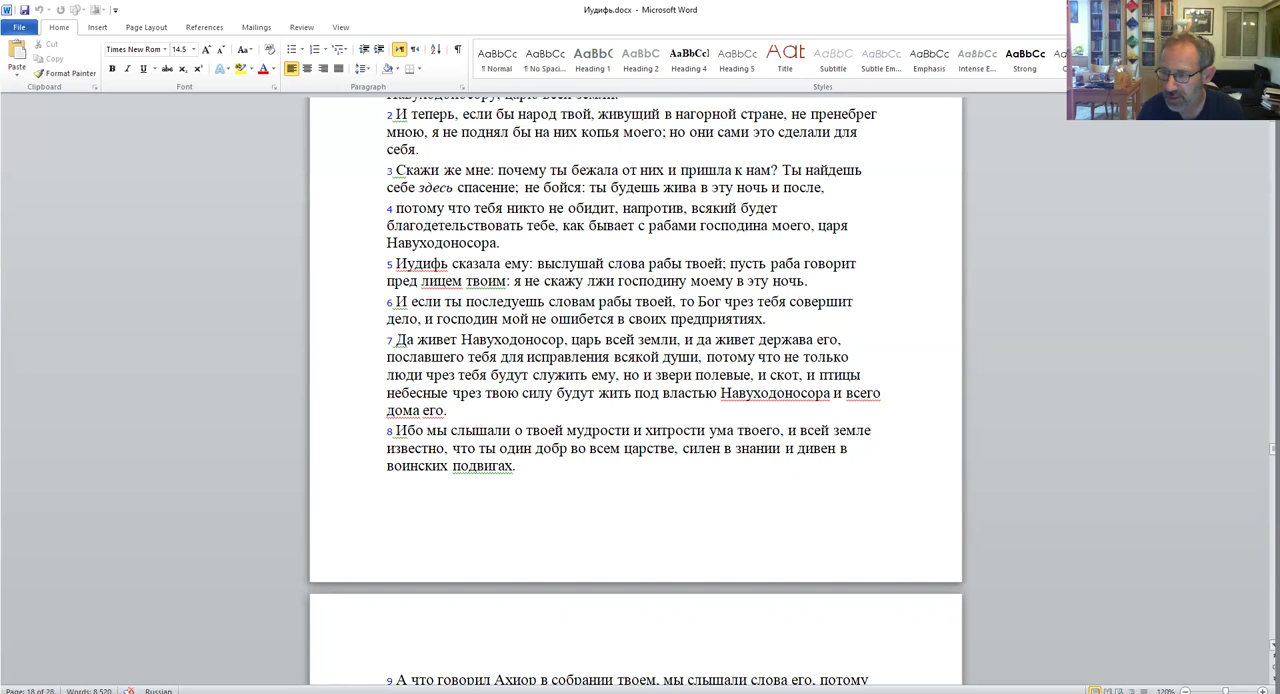 Иудифь.docx - Microsoft Word
File Home Insert Page Layout References Mailings Review View
Paste
Cut
Copy
Format Painter
Clipboard
Times New Rom 14.5
Font
Paragraph
AaBbCc AaBbCc AaBbC AaBbCc AaBbCcI AaBbCc Aat AaBbCc AaBbCc AaBbCc AaBbCc AaBbCc
¶ Normal ¶ No Spaci... Heading 1 Heading 2 Heading 4 Heading 5 Title Subtitle Subtle Em... Emphasis Intense E... Strong
Styles
Навуходоносору, царю всей земли.
2 И теперь, если бы народ твой, живущий в нагорной стране, не пренебрег
мною, я не поднял бы на них копья моего; но они сами это сделали для
себя.
3 Скажи же мне: почему ты бежала от них и пришла к нам? Ты найдешь
себе здесь спасение; не бойся: ты будешь жива в эту ночь и после,
4 потому что тебя никто не обидит, напротив, всякий будет
благодетельствовать тебе, как бывает с рабами господина моего, царя
Навуходоносора.
5 Иудифь сказала ему: выслушай слова рабы твоей; пусть раба говорит
пред лицем твоим: я не скажу лжи господину моему в эту ночь.
6 И если ты последуешь словам рабы твоей, то Бог чрез тебя совершит
дело, и господин мой не ошибется в своих предприятиях.
7 Да живет Навуходоносор, царь всей земли, и да живет держава его,
пославшего тебя для исправления всякой души, потому что не только
люди чрез тебя будут служить ему, но и звери полевые, и скот, и птицы
небесные чрез твою силу будут жить под властью Навуходоносора и всего
дома его.
8 Ибо мы слышали о твоей мудрости и хитрости ума твоего, и всей земле
известно, что ты один добр во всем царстве, силен в знании и дивен в
воинских подвигах.
9 А что говорил Ахиор в собрании твоем, мы слышали слова его, потому
Page: 18 of 28 Words: 8,520 Russian 120%